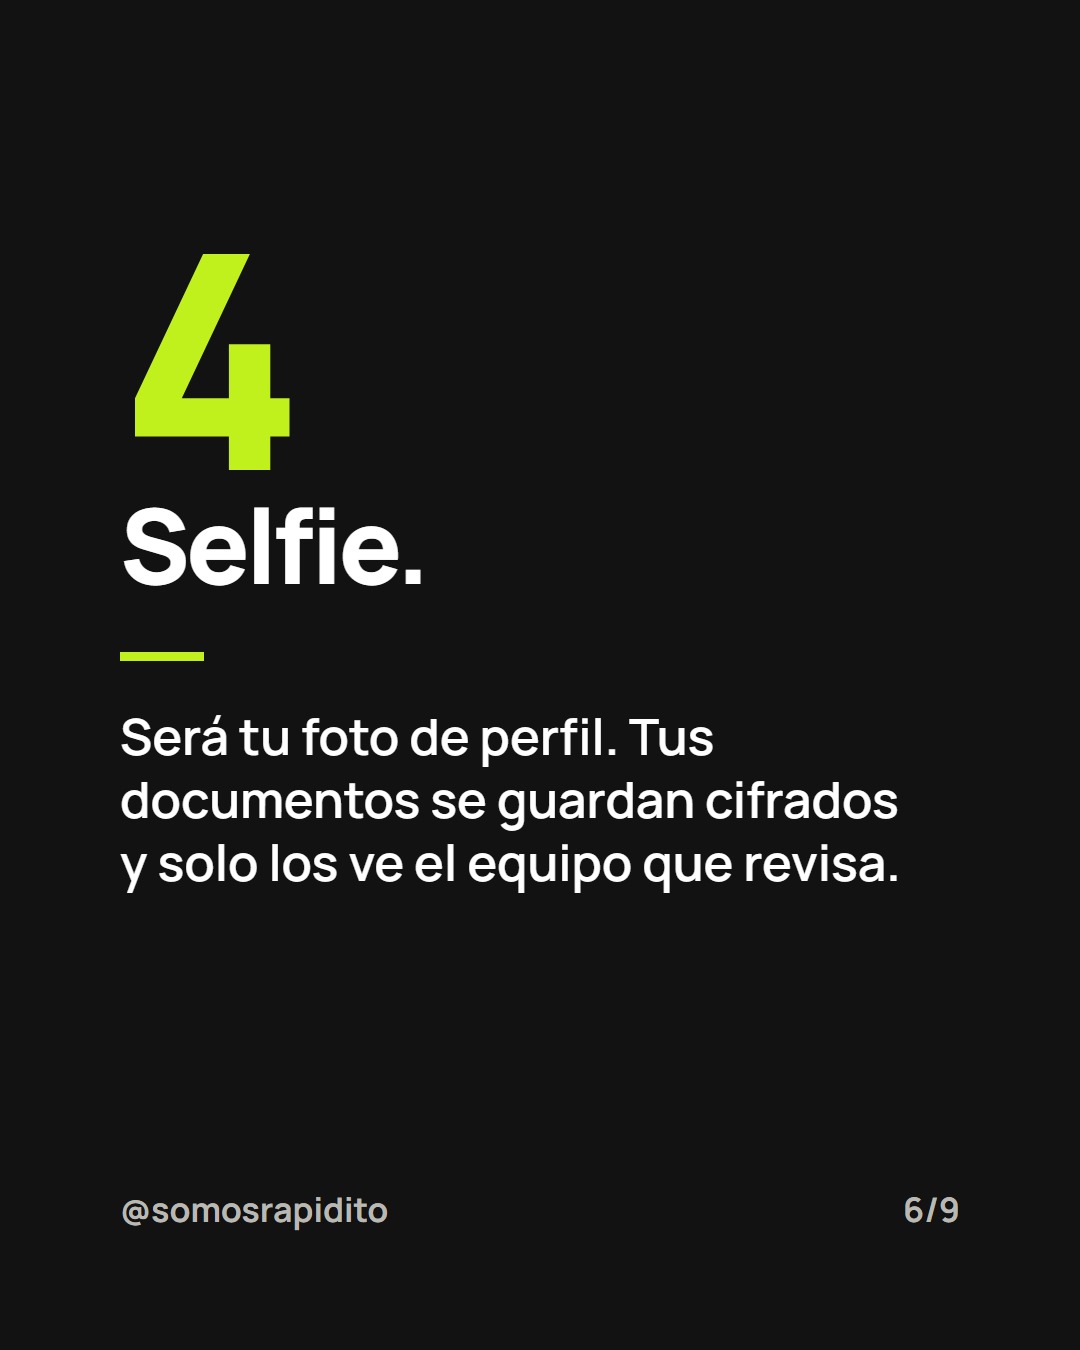 4
Selfie.
Será tu foto de perfil. Tus
documentos se guardan cifrados
y solo los ve el equipo que revisa.
@somosrapidito
6/9